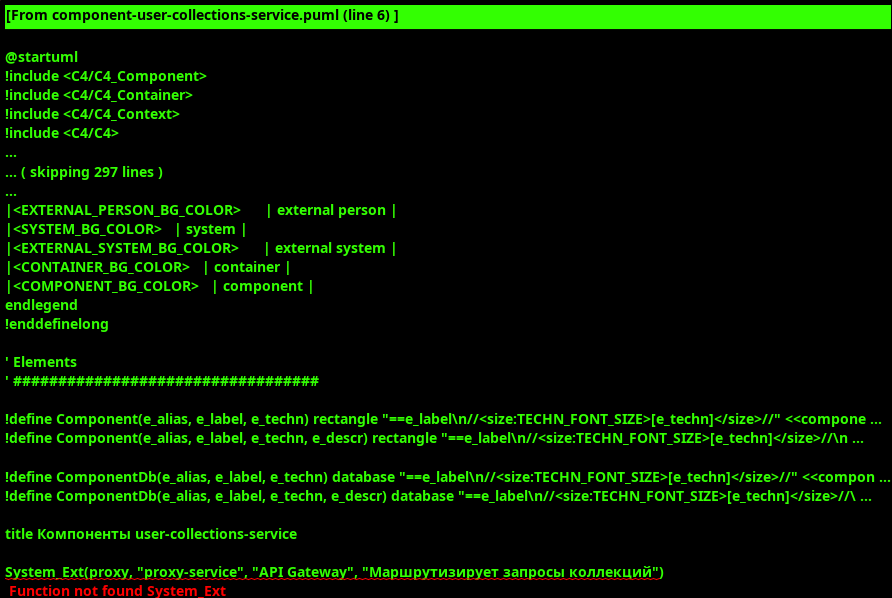 [From component-user-collections-service.puml (line 6) ]
@startuml
!include <C4/C4_Component>
!include <C4/C4_Container>
!include <C4/C4_Context>
!include <C4/C4>
...
... ( skipping 297 lines )
...
|<EXTERNAL_PERSON_BG_COLOR> | external person |
|<SYSTEM_BG_COLOR> | system |
|<EXTERNAL_SYSTEM_BG_COLOR> | external system |
|<CONTAINER_BG_COLOR> | container |
|<COMPONENT_BG_COLOR> | component |
endlegend
!enddefinelong
' Elements
' ##################################
!define Component(e_alias, e_label, e_techn) rectangle "==e_label\n//<size:TECHN_FONT_SIZE>[e_techn]</size>//" <<compone ...
!define Component(e_alias, e_label, e_techn, e_descr) rectangle "==e_label\n//<size:TECHN_FONT_SIZE>[e_techn]</size>//\n ...
!define ComponentDb(e_alias, e_label, e_techn) database "==e_label\n//<size:TECHN_FONT_SIZE>[e_techn]</size>//" <<compon ...
!define ComponentDb(e_alias, e_label, e_techn, e_descr) database "==e_label\n//<size:TECHN_FONT_SIZE>[e_techn]</size>//\ ...
title Компоненты user-collections-service
System_Ext(proxy, "proxy-service", "API Gateway", "Маршрутизирует запросы коллекций")
Function not found System_Ext